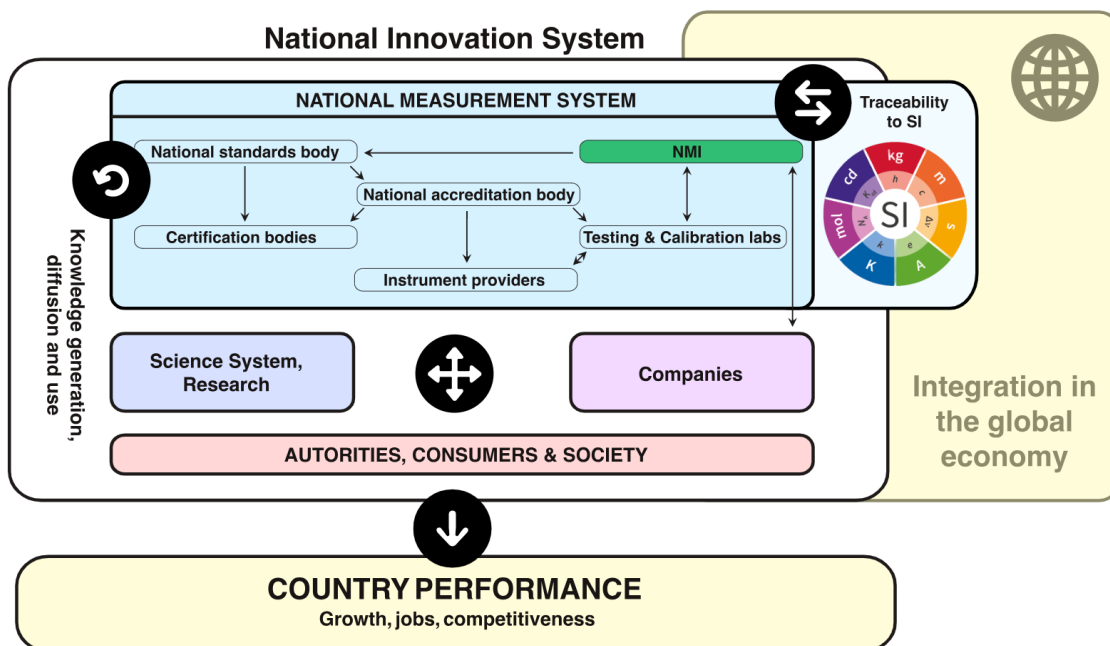 National Innovation System
NATIONAL MEASUREMENT SYSTEM
Traceability
to SI
National standards body
NMI
National accreditation body
Certification bodies
Testing & Calibration labs
Instrument providers
kg
m
s
A
K
mol
cd
h
c
Δν
e
k
N
K
SI
Knowledge generation,
diffusion and use
Science System,
Research
Companies
AUTORITIES, CONSUMERS & SOCIETY
Integration in
the global
economy
COUNTRY PERFORMANCE
Growth, jobs, competitiveness